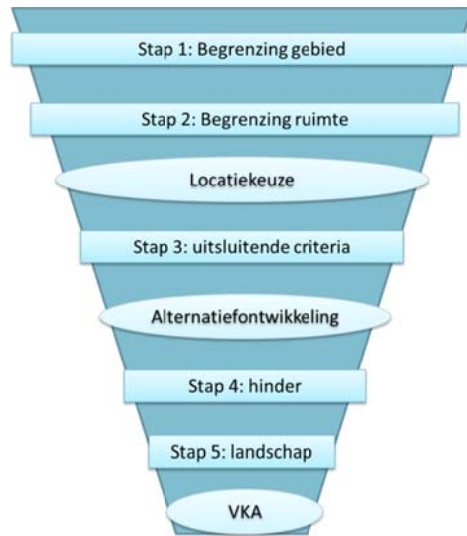 Stap 1: Begrenzing gebied
Stap 2: Begrenzing ruimte
Locatiekeuze
Stap 3: uitsluitende criteria
Alternatiefontwikkeling
Stap 4: hinder
Stap 5: landschap
VKA